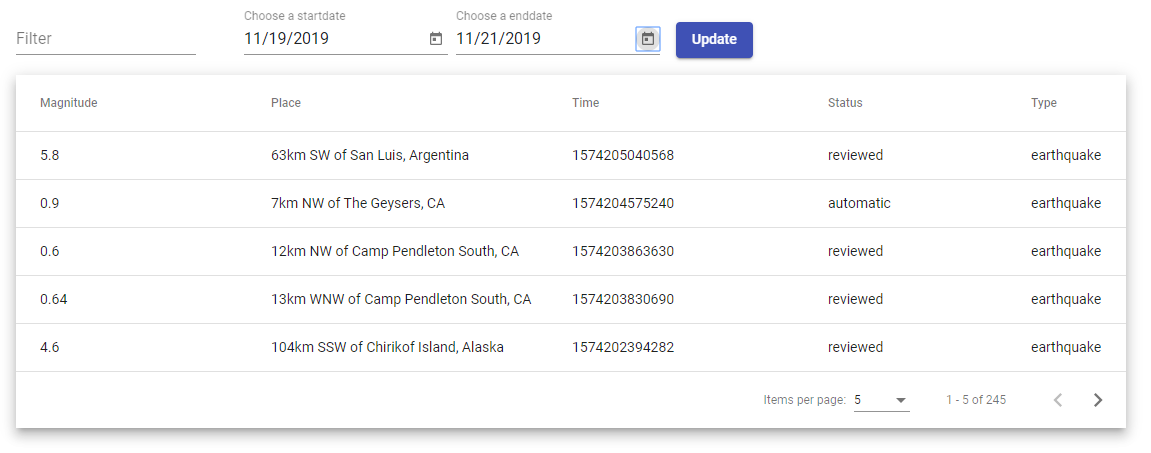 Choose a startdate Choose a enddate
Filter 11/19/2019 11/21/2019 Update
Magnitude Place Time Status Type
5.8 63km SW of San Luis, Argentina 1574205040568 reviewed earthquake
0.9 7km NW of The Geysers, CA 1574204575240 automatic earthquake
0.6 12km NW of Camp Pendleton South, CA 1574203863630 reviewed earthquake
0.64 13km WNW of Camp Pendleton South, CA 1574203830690 reviewed earthquake
4.6 104km SSW of Chirikof Island, Alaska 1574202394282 reviewed earthquake
Items per page: 5 1 - 5 of 245